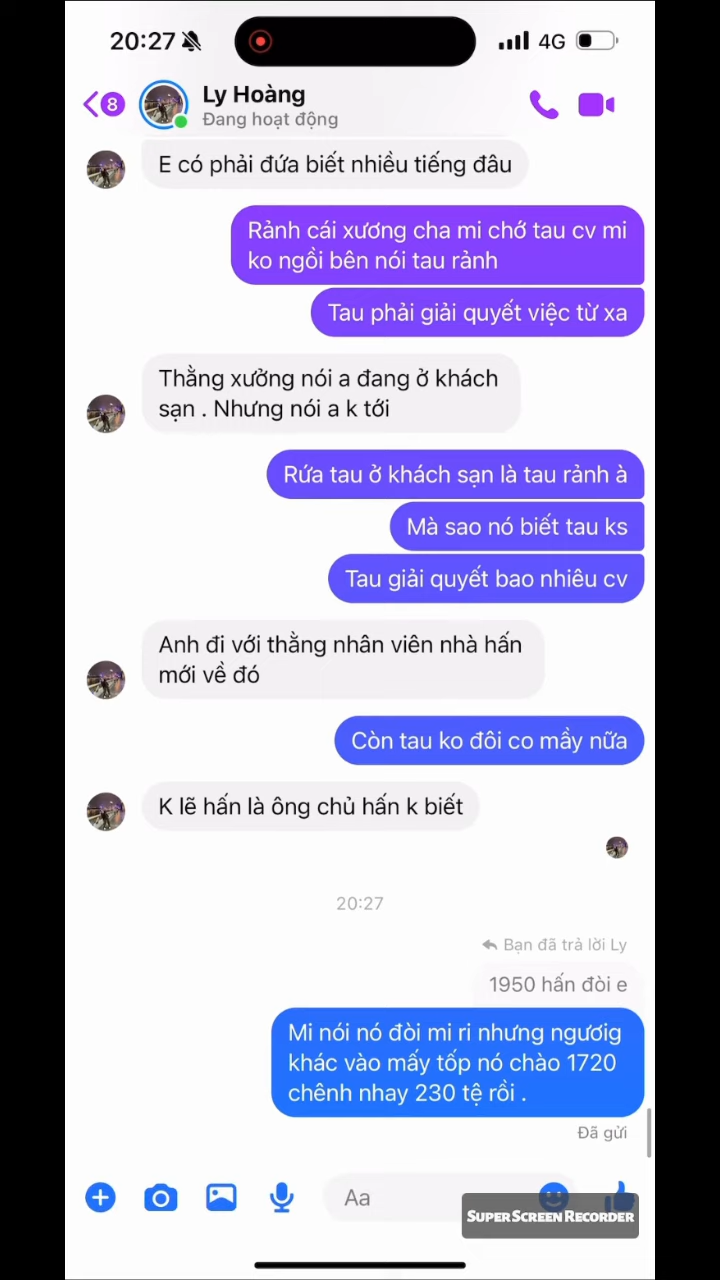 20:27
4G
8
Ly Hoàng
Đang hoạt động
E có phải đứa biết nhiều tiếng đâu
Rảnh cái xương cha mi chớ tau cv mi
ko ngồi bên nói tau rảnh
Tau phải giải quyết việc từ xa
Thằng xưởng nói a đang ở khách
sạn . Nhưng nói a k tới
Rứa tau ở khách sạn là tau rảnh à
Mà sao nó biết tau ks
Tau giải quyết bao nhiêu cv
Anh đi với thằng nhân viên nhà hấn
mới về đó
Còn tau ko đôi co mầy nữa
K lẽ hấn là ông chủ hấn k biết
20:27
Bạn đã trả lời Ly
1950 hấn đòi e
Mi nói nó đòi mi ri nhưng ngươig
khác vào mấy tốp nó chào 1720
chênh nhay 230 tệ rồi .
Đã gửi
Aa
SUPER SCREEN RECORDER